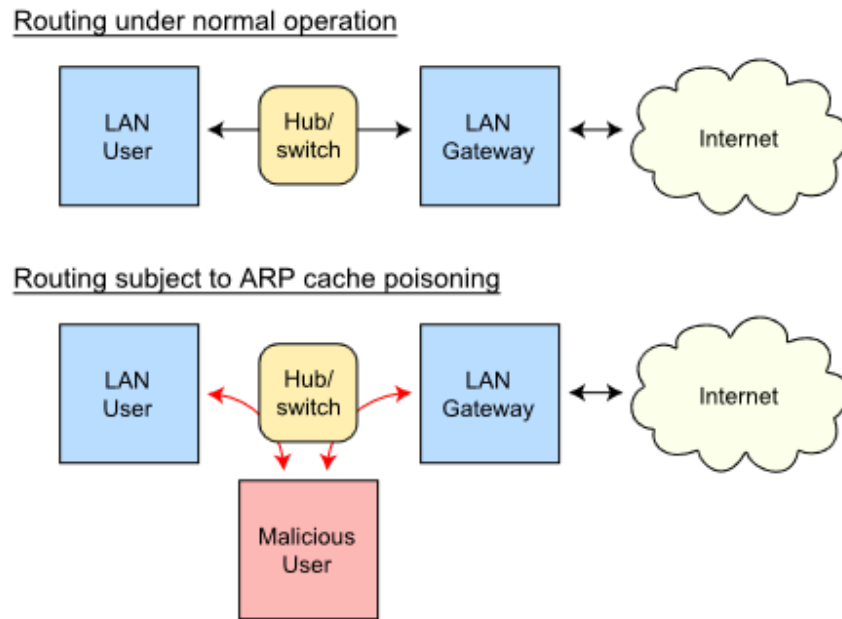 Routing under normal operation
LAN
User
Hub/
switch
LAN
Gateway
Internet
Routing subject to ARP cache poisoning
LAN
User
Hub/
switch
LAN
Gateway
Internet
Malicious
User